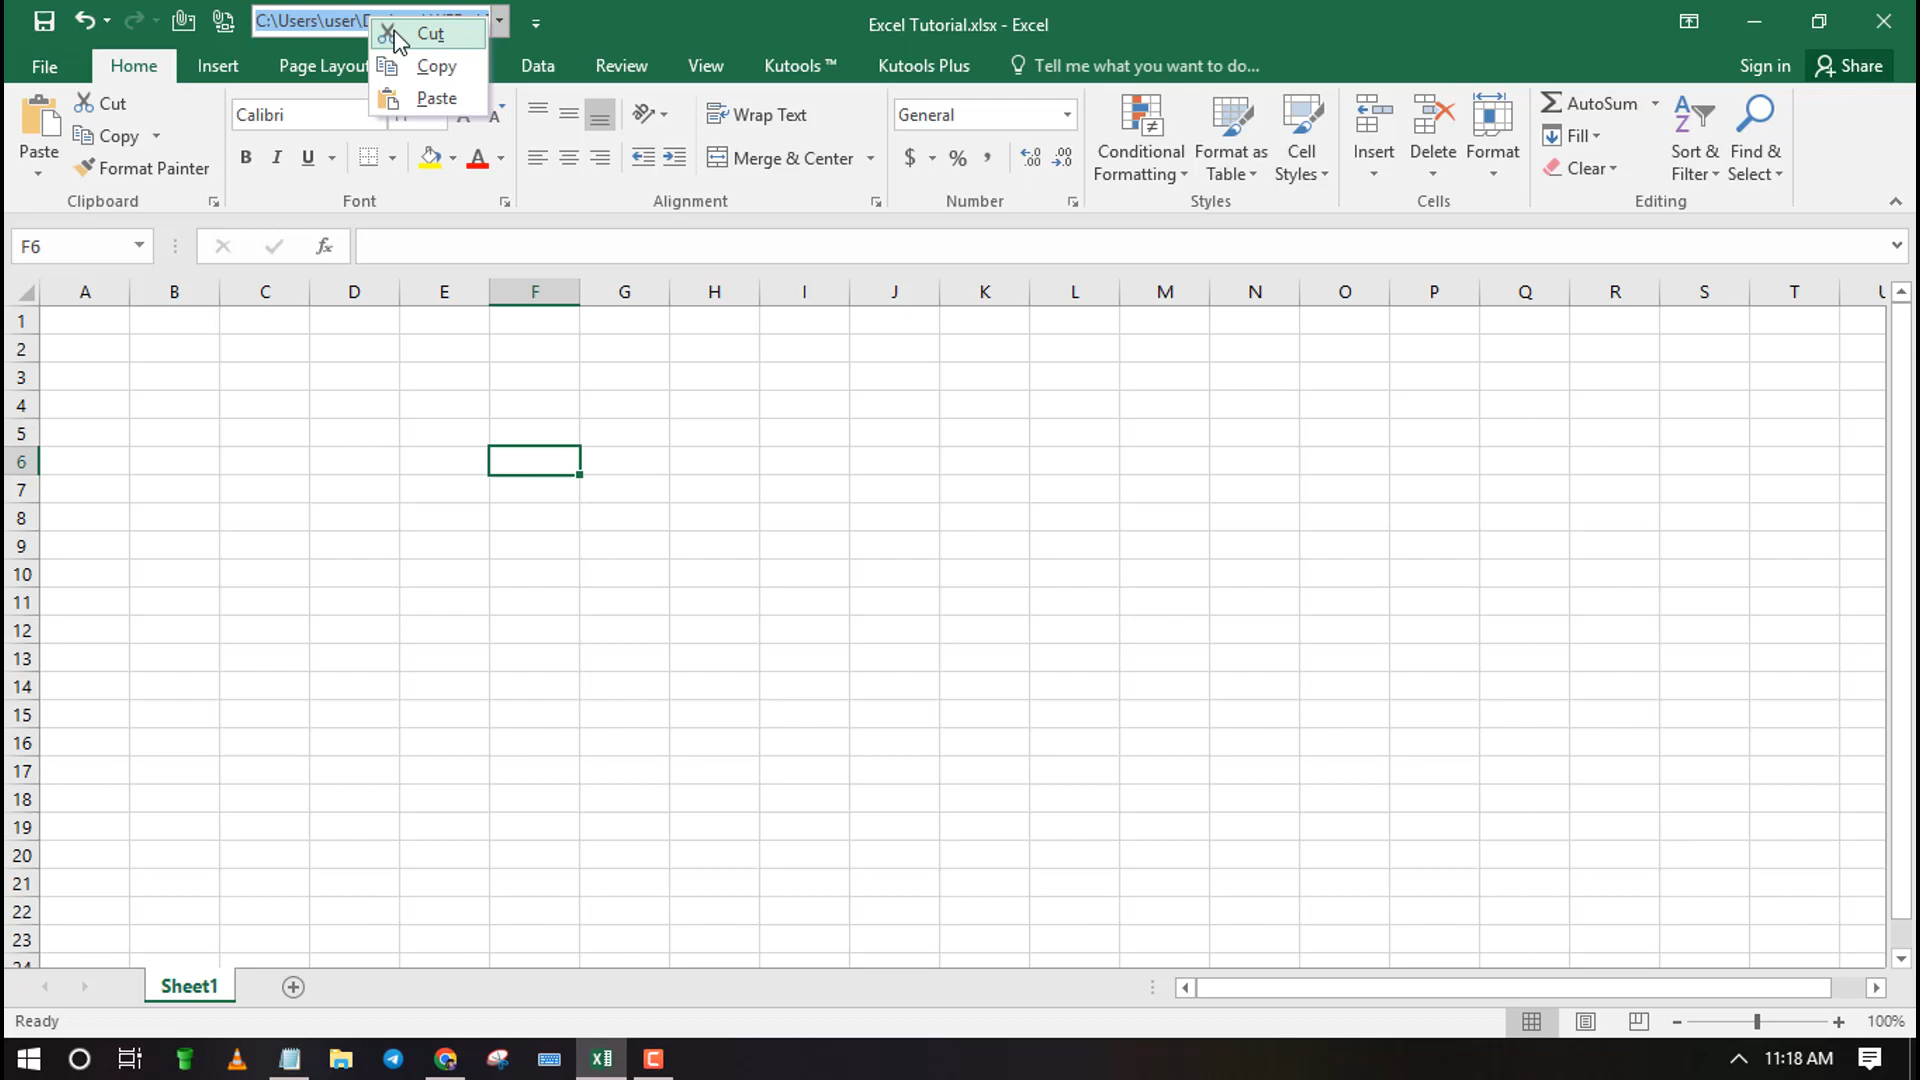 C:\Users\user\D
Excel Tutorial.xlsx - Excel
Cut
Copy
Paste
File
Home
Insert
Page Layout
Data
Review
View
Kutools ™
Kutools Plus
Tell me what you want to do...
Sign in
Share
Paste
Cut
Copy
Format Painter
Clipboard
Calibri
A
B I U
A
Font
Wrap Text
Merge & Center
Alignment
General
$ % ,
.00
.00
Number
Conditional Formatting
Format as Table
Cell Styles
Styles
Insert
Delete
Format
Cells
AutoSum
Fill
Clear
Sort & Filter
Find & Select
Editing
F6
fx
A B C D E F G H I J K L M N O P Q R S T
1
2
3
4
5
6
7
8
9
10
11
12
13
14
15
16
17
18
19
20
21
22
23
Sheet1
Ready
100%
11:18 AM